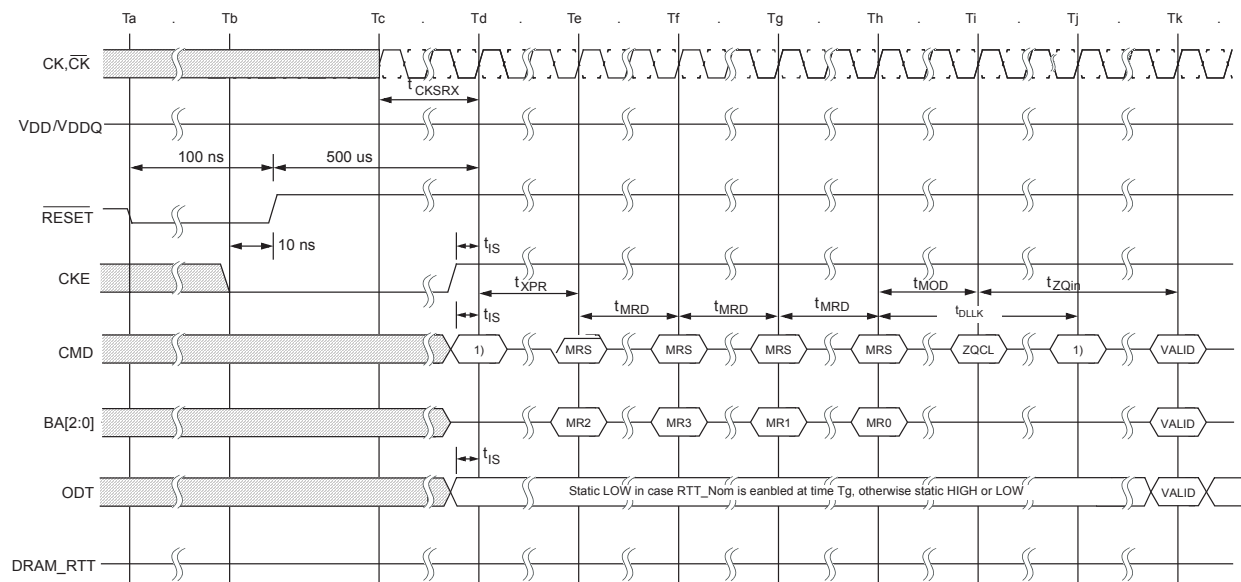 Ta . Tb . Tc . Td . Te . Tf . Tg . Th . Ti . Tj . Tk .
CK,C̅K̅
tCKSRX
VDD/VDDQ
100 ns 500 us
R̅E̅S̅E̅T̅
10 ns tIS
CKE
tXPR tMOD tZQin
tIS tMRD tMRD tMRD tDLLK
CMD 1) MRS MRS MRS MRS ZQCL 1) VALID
BA[2:0] MR2 MR3 MR1 MR0 VALID
tIS
ODT Static LOW in case RTT_Nom is eanbled at time Tg, otherwise static HIGH or LOW VALID
DRAM_RTT